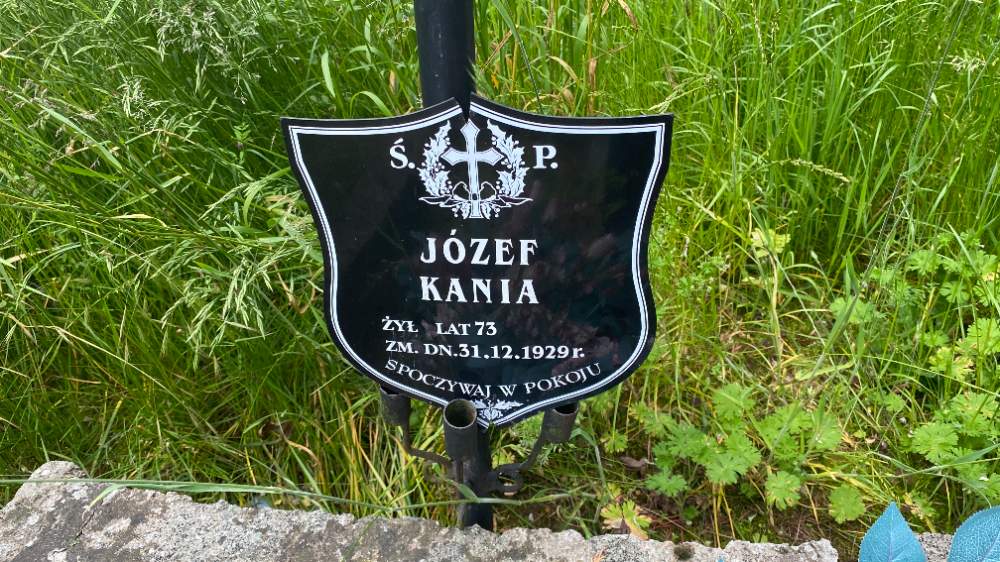 Ś. P.
JÓZEF
KANIA
ŻYŁ LAT 73
ZM. DN. 31.12.1929 r.
SPOCZYWAJ W POKOJU